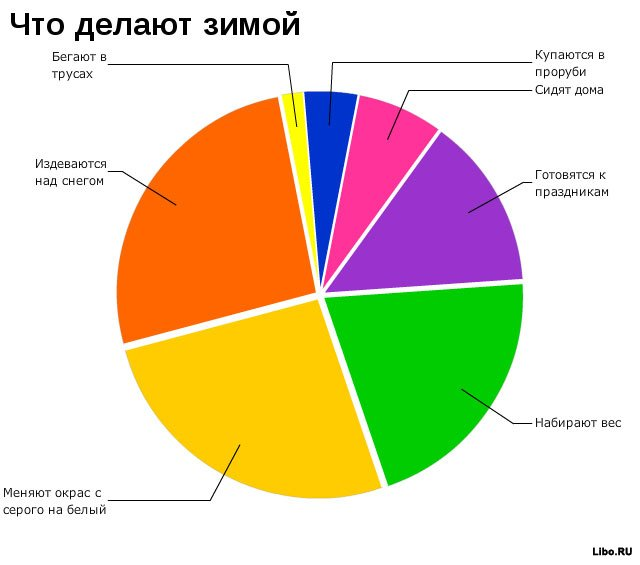 Что делают зимой
Бегают в
трусах
Купаются в
проруби
Сидят дома
Издеваются
над снегом
Готовятся к
праздникам
Набирают вес
Меняют окрас с
серого на белый
Libo.RU